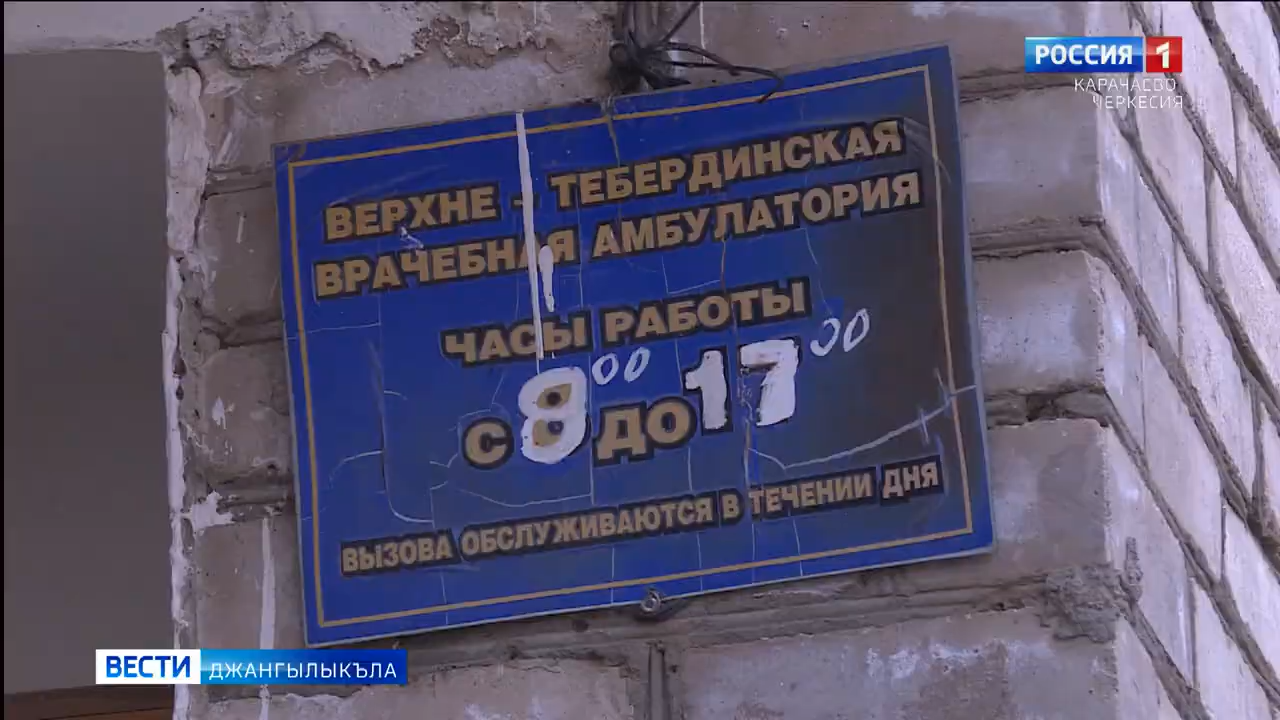 РОССИЯ 1
КАРАЧАЕВО
ЧЕРКЕСИЯ
ВЕРХНЕ - ТЕБЕРДИНСКАЯ
ВРАЧЕБНАЯ АМБУЛАТОРИЯ
ЧАСЫ РАБОТЫ
С 8 00 ДО 17 00
ВЫЗОВА ОБСЛУЖИВАЮТСЯ В ТЕЧЕНИИ ДНЯ
ВЕСТИ ДЖАНГЫЛЫКЪЛА